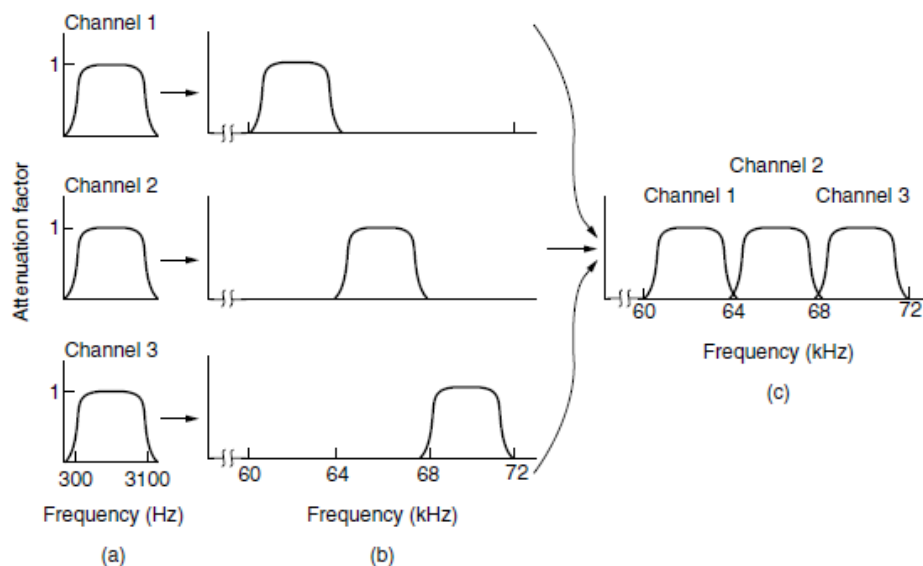 Channel 1
1
Channel 2
1
Channel 3
1
Attenuation factor
300 3100
Frequency (Hz)
(a)
60 64 68 72
Frequency (kHz)
(b)
Channel 2
Channel 1 Channel 3
60 64 68 72
Frequency (kHz)
(c)